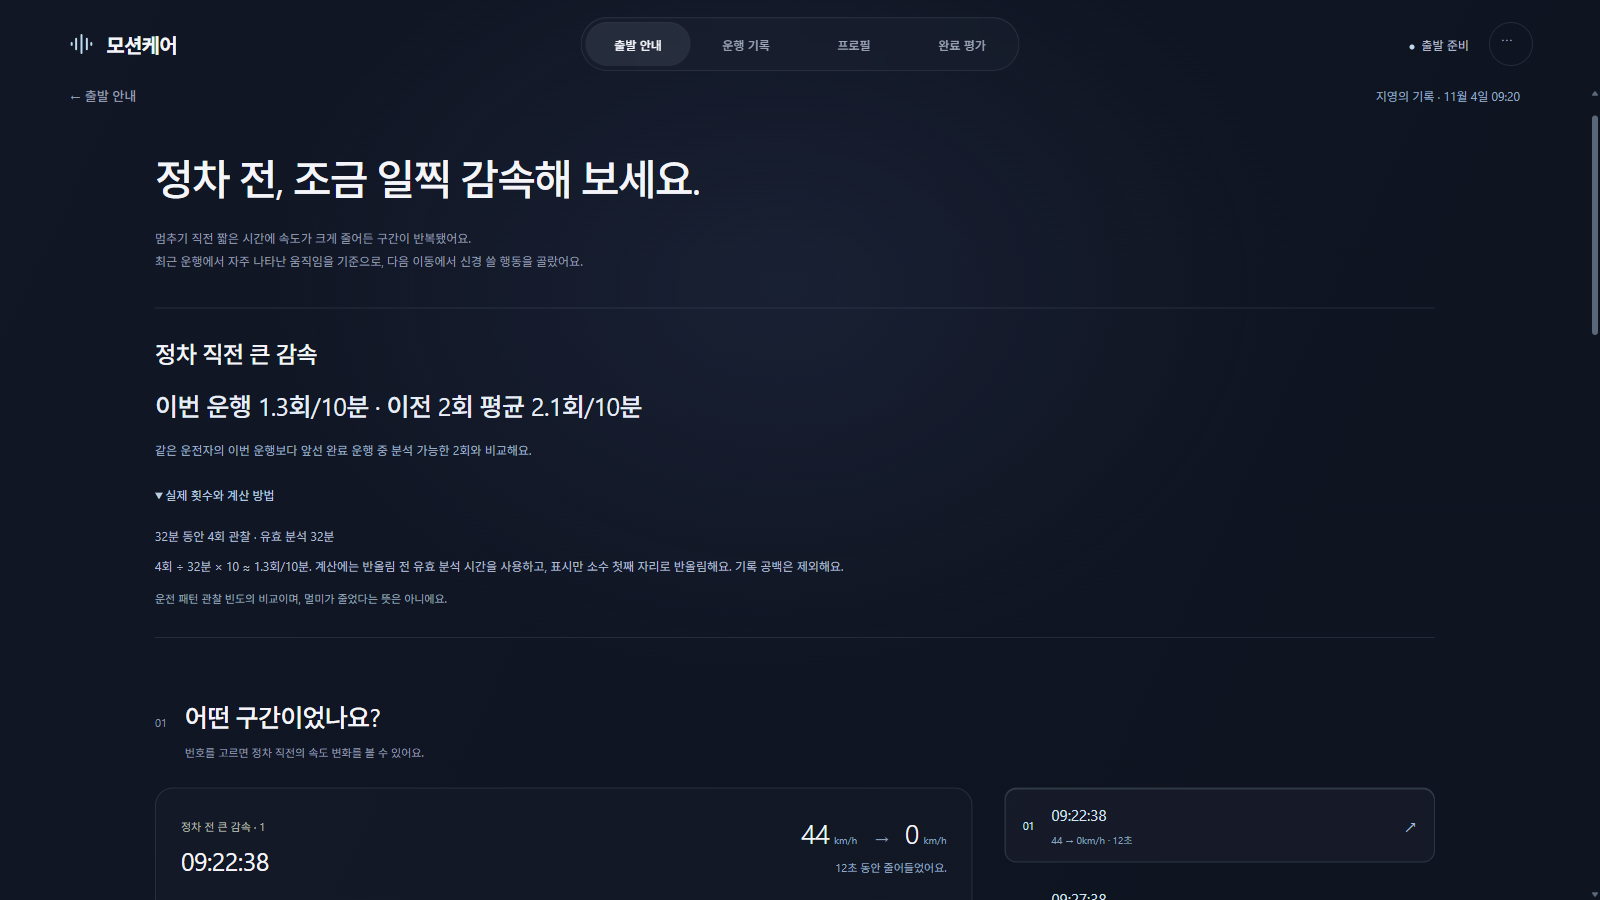 모션케어
출발 안내
운행 기록
프로필
완료 평가
● 출발 준비
...
← 출발 안내
지영의 기록 · 11월 4일 09:20
정차 전, 조금 일찍 감속해 보세요.
멈추기 직전 짧은 시간에 속도가 크게 줄어든 구간이 반복됐어요.
최근 운행에서 자주 나타난 움직임을 기준으로, 다음 이동에서 신경 쓸 행동을 골랐어요.
정차 직전 큰 감속
이번 운행 1.3회/10분 · 이전 2회 평균 2.1회/10분
같은 운전자의 이번 운행보다 앞선 완료 운행 중 분석 가능한 2회와 비교해요.
▼ 실제 횟수와 계산 방법
32분 동안 4회 관찰 · 유효 분석 32분
4회 ÷ 32분 × 10 ≈ 1.3회/10분. 계산에는 반올림 전 유효 분석 시간을 사용하고, 표시만 소수 첫째 자리로 반올림해요. 기록 공백은 제외해요.
운전 패턴 관찰 빈도의 비교이며, 멀미가 줄었다는 뜻은 아니에요.
01 어떤 구간이었나요?
번호를 고르면 정차 직전의 속도 변화를 볼 수 있어요.
정차 전 큰 감속 · 1
09:22:38
44 km/h → 0 km/h
12초 동안 줄어들었어요.
01
09:22:38
44 → 0km/h · 12초
↗
09:27:38